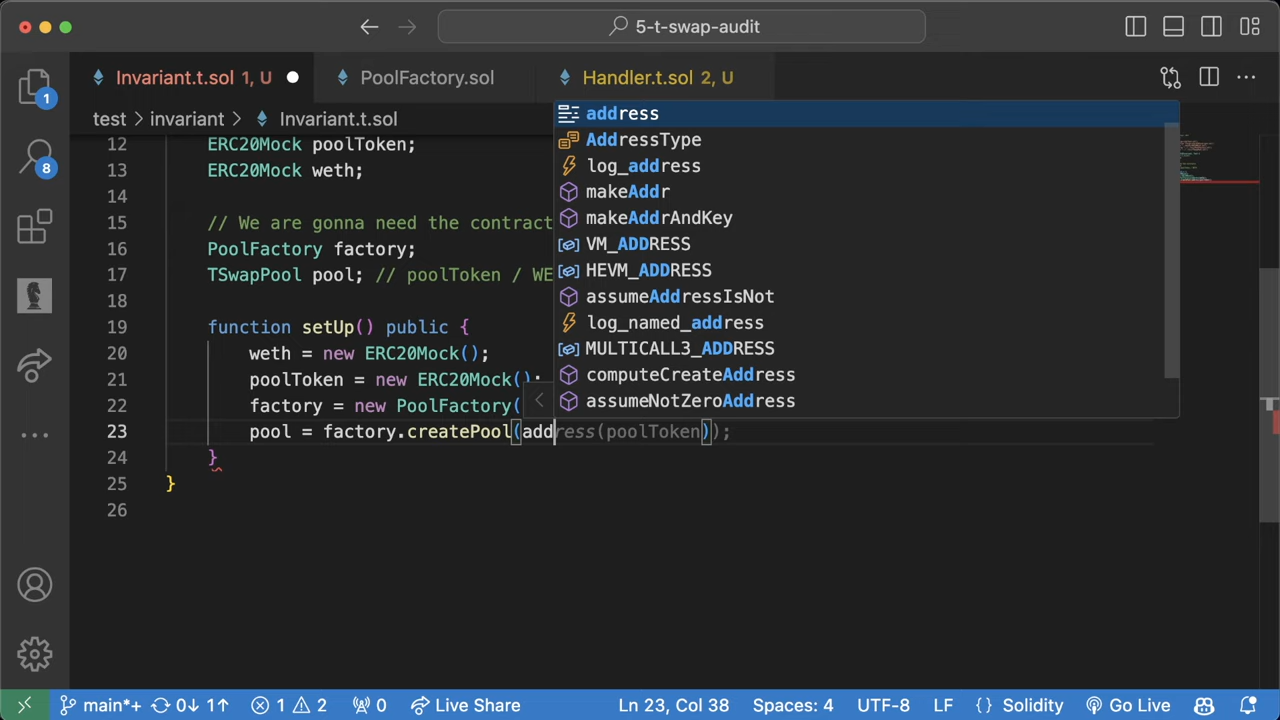 5-t-swap-audit
Invariant.t.sol 1, U
PoolFactory.sol
Handler.t.sol 2, U
test > invariant > Invariant.t.sol
1
8
12 ERC20Mock poolToken;
13 ERC20Mock weth;
14
15 // We are gonna need the contract
16 PoolFactory factory;
17 TSwapPool pool; // poolToken / WE
18
19 function setUp() public {
20 weth = new ERC20Mock();
21 poolToken = new ERC20Mock();
22 factory = new PoolFactory(
23 pool = factory.createPool(address(poolToken));
24 }
25 }
26
address
AddressType
log_address
makeAddr
makeAddrAndKey
VM_ADDRESS
HEVM_ADDRESS
assumeAddressIsNot
log_named_address
MULTICALL3_ADDRESS
computeCreateAddress
assumeNotZeroAddress
main*+ 0↓ 1↑ 1 2 0 Live Share Ln 23, Col 38 Spaces: 4 UTF-8 LF {} Solidity Go Live